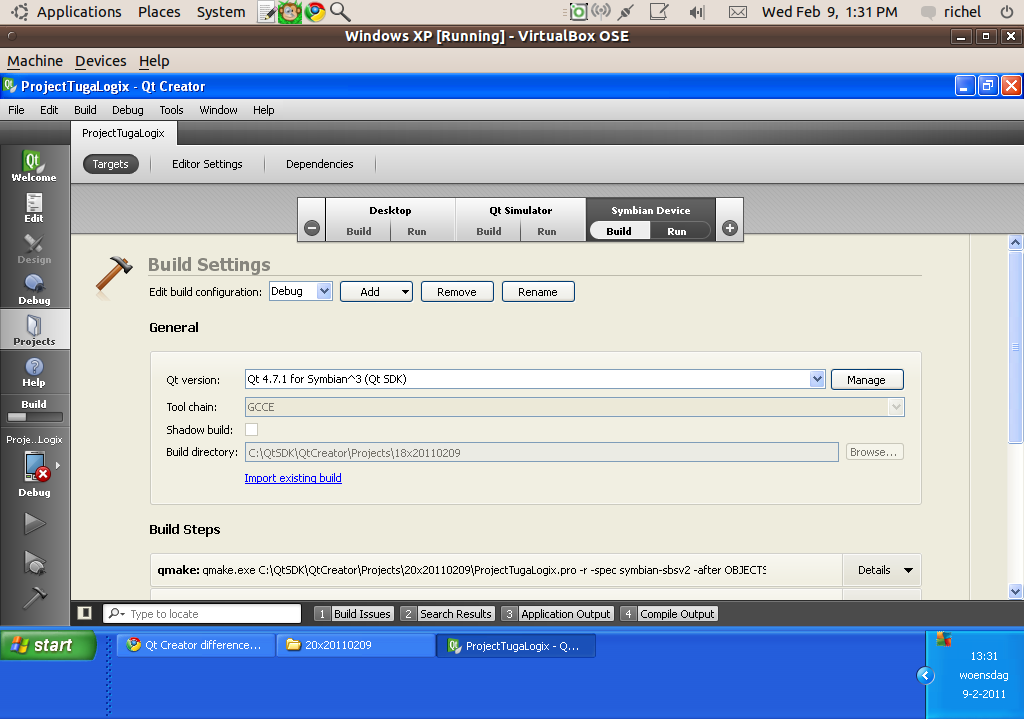 Applications Places System Wed Feb 9, 1:31 PM richel
Windows XP [Running] - VirtualBox OSE
Machine Devices Help
ProjectTugaLogix - Qt Creator
File Edit Build Debug Tools Window Help
ProjectTugaLogix
Targets Editor Settings Dependencies
Qt
Welcome
Edit
Design
Debug
Projects
Help
Build
Proje..Logix
Debug
Desktop Qt Simulator Symbian Device
Build Run Build Run Build Run
Build Settings
Edit build configuration: Debug Add Remove Rename
General
Qt version: Qt 4.7.1 for Symbian^3 (Qt SDK) Manage
Tool chain: GCCE
Shadow build:
Build directory: C:\QtSDK\QtCreator\Projects\18x20110209 Browse...
Import existing build
Build Steps
qmake: qmake.exe C:\QtSDK\QtCreator\Projects\20x20110209\ProjectTugaLogix.pro -r -spec symbian-sbsv2 -after OBJECTS Details
Type to locate 1 Build Issues 2 Search Results 3 Application Output 4 Compile Output
start Qt Creator difference... 20x20110209 ProjectTugaLogix - Q...
13:31
woensdag
9-2-2011